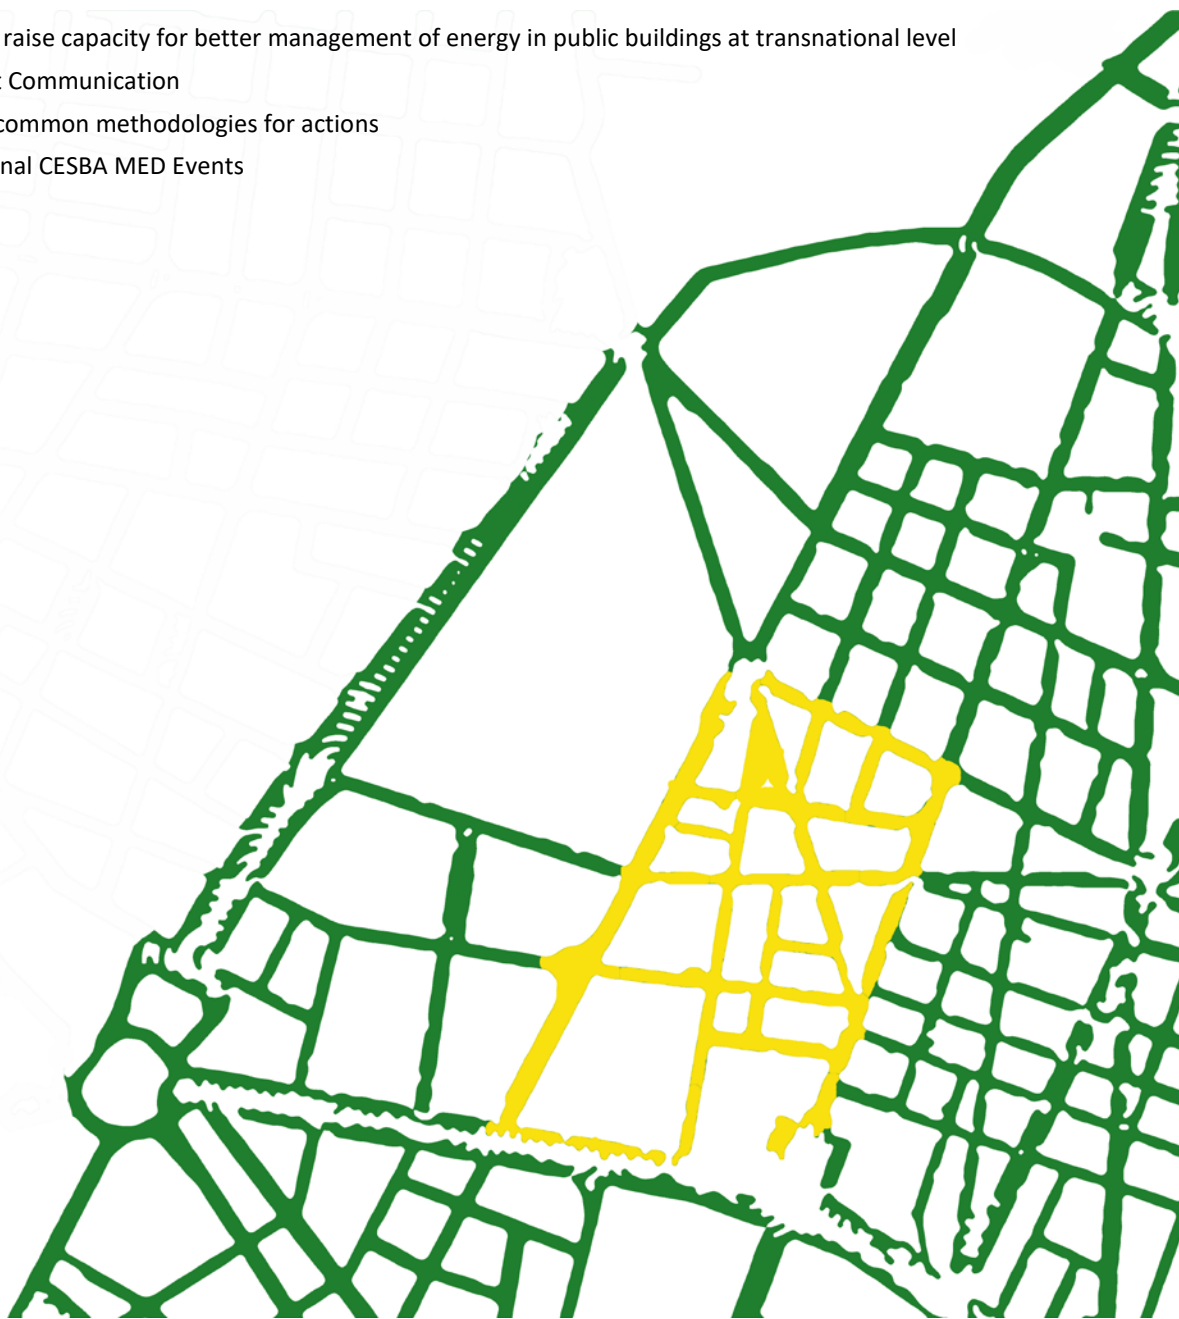 raise capacity for better management of energy in public buildings at transnational level
Communication
common methodologies for actions
nal CESBA MED Events